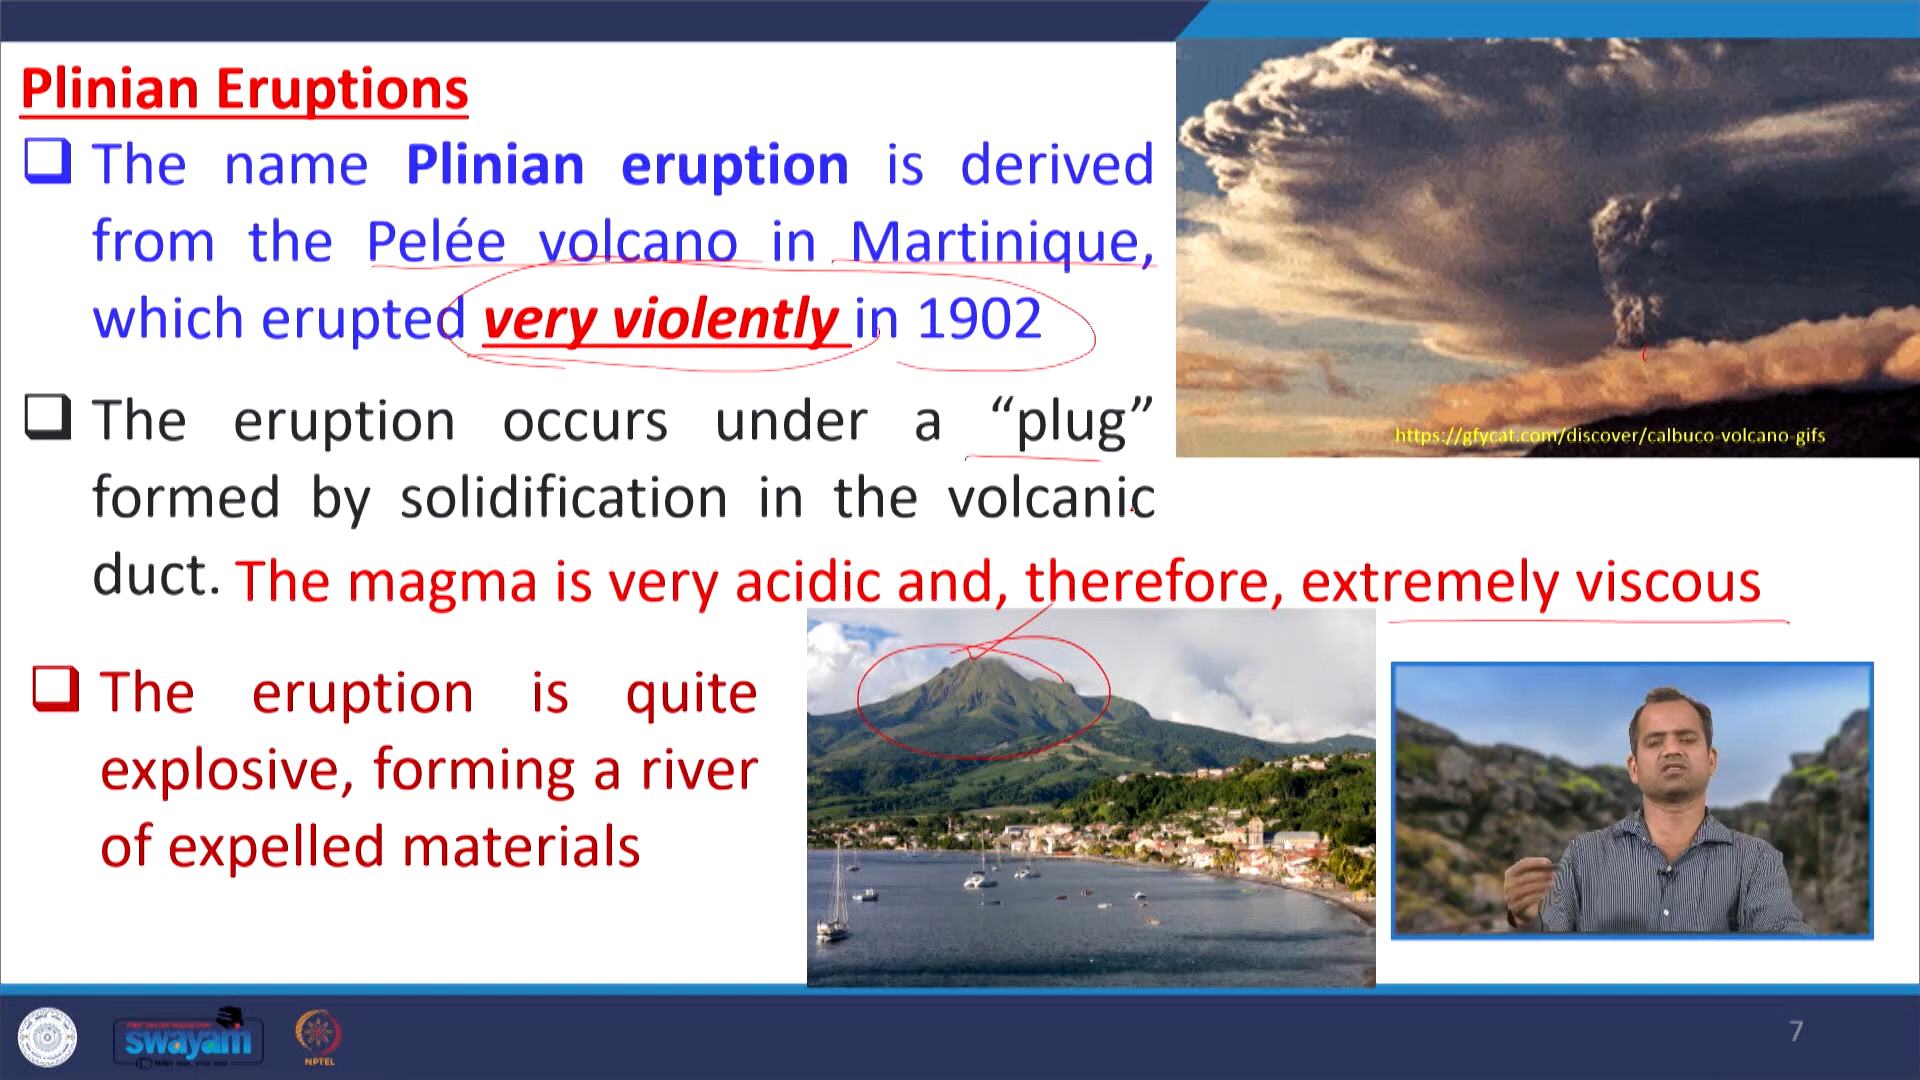 Plinian Eruptions
The name Plinian eruption is derived
from the Pelée volcano in Martinique,
which erupted very violently in 1902
https://gfycat.com/discover/calbuco-volcano-gifs
The eruption occurs under a “plug”
formed by solidification in the volcanic
duct. The magma is very acidic and, therefore, extremely viscous
The eruption is quite
explosive, forming a river
of expelled materials
swayam
NPTEL
7